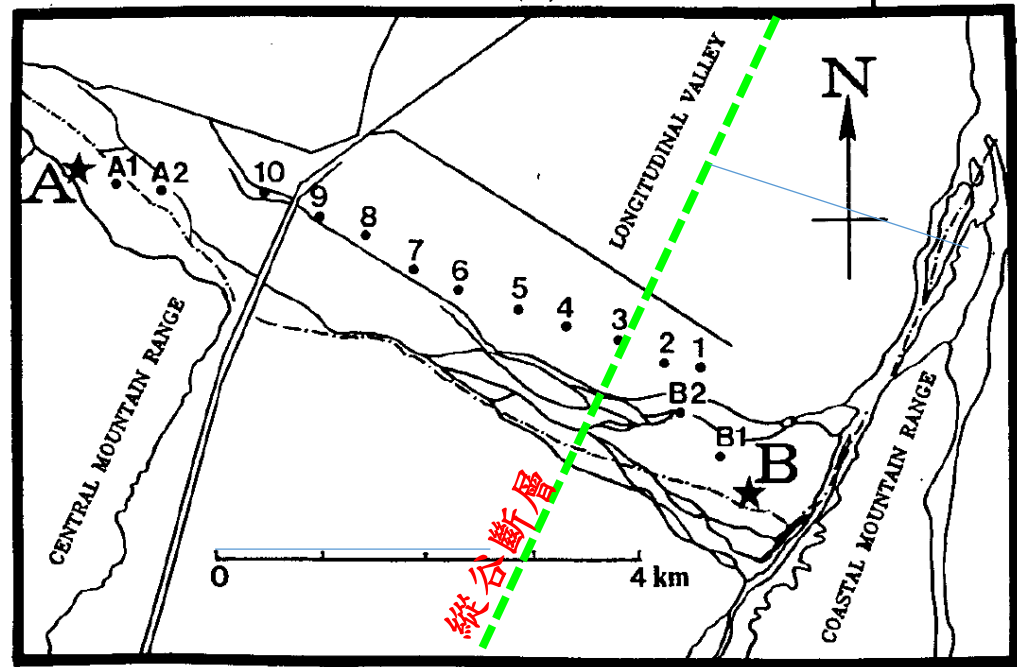 N
LONGITUDINAL VALLEY
A
A1
A2
10
9
8
7
6
5
4
3
2
1
B2
B1
B
CENTRAL MOUNTAIN RANGE
COASTAL MOUNTAIN RANGE
縱谷斷層
0
4 km